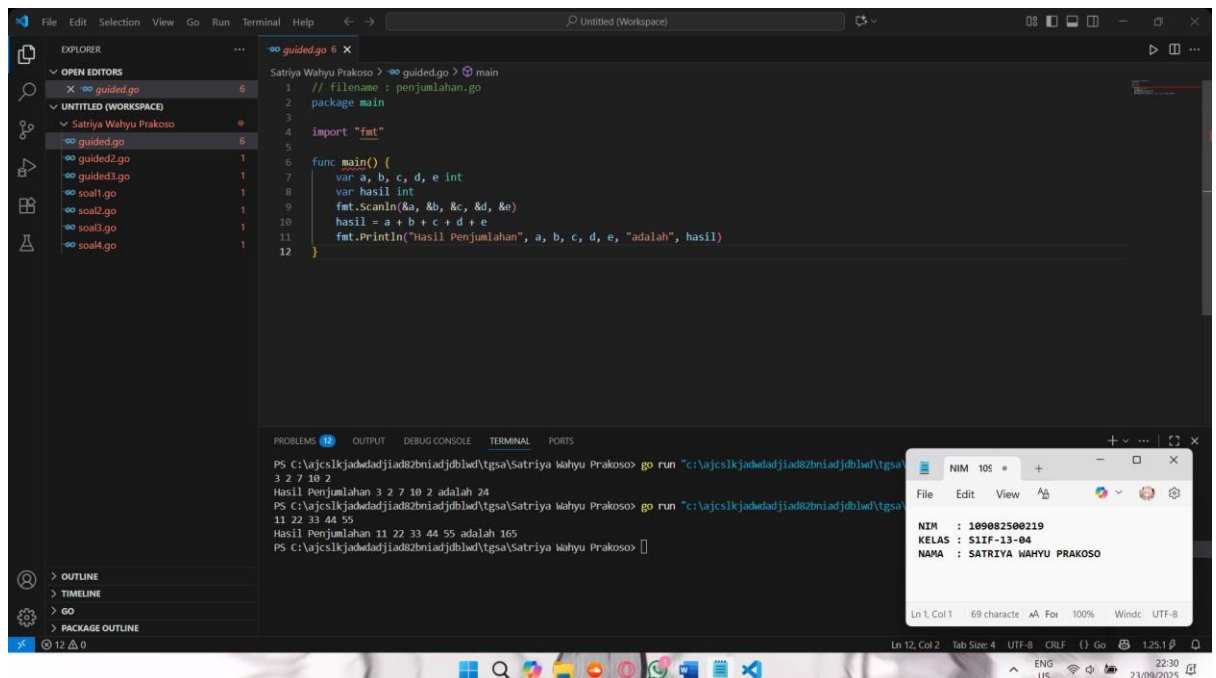 File Edit Selection View Go Run Terminal Help
Untitled (Workspace)
EXPLORER
OPEN EDITORS
guided.go 6
UNTITLED (WORKSPACE)
Satriya Wahyu Prakoso
guided.go 6
guided2.go 1
guided3.go 1
soal1.go 1
soal2.go 1
soal3.go 1
soal4.go 1
OUTLINE
TIMELINE
GO
PACKAGE OUTLINE
guided.go 6
Satriya Wahyu Prakoso > guided.go > main
1 // filename : penjumlahan.go
2 package main
3
4 import "fmt"
5
6 func main() {
7 var a, b, c, d, e int
8 var hasil int
9 fmt.Scanln(&a, &b, &c, &d, &e)
10 hasil = a + b + c + d + e
11 fmt.Println("Hasil Penjumlahan", a, b, c, d, e, "adalah", hasil)
12 }
PROBLEMS 12 OUTPUT DEBUG CONSOLE TERMINAL PORTS
PS C:\ajcslkjadwdadjiad82bniadjdblwd\tgsa\Satriya Wahyu Prakoso> go run "c:\ajcslkjadwdadjiad82bniadjdblwd\tgsa\
3 2 7 10 2
Hasil Penjumlahan 3 2 7 10 2 adalah 24
PS C:\ajcslkjadwdadjiad82bniadjdblwd\tgsa\Satriya Wahyu Prakoso> go run "c:\ajcslkjadwdadjiad82bniadjdblwd\tgsa\
11 22 33 44 55
Hasil Penjumlahan 11 22 33 44 55 adalah 165
PS C:\ajcslkjadwdadjiad82bniadjdblwd\tgsa\Satriya Wahyu Prakoso>
NIM 109
File Edit View
NIM : 109082500219
KELAS : S1IF-13-04
NAMA : SATRIYA WAHYU PRAKOSO
Ln 1, Col 1 69 characte For 100% Windc UTF-8
12 0
Ln 12, Col 2 Tab Size: 4 UTF-8 CRLF {} Go 1.25.1
ENG
US
22:30
23/09/2025